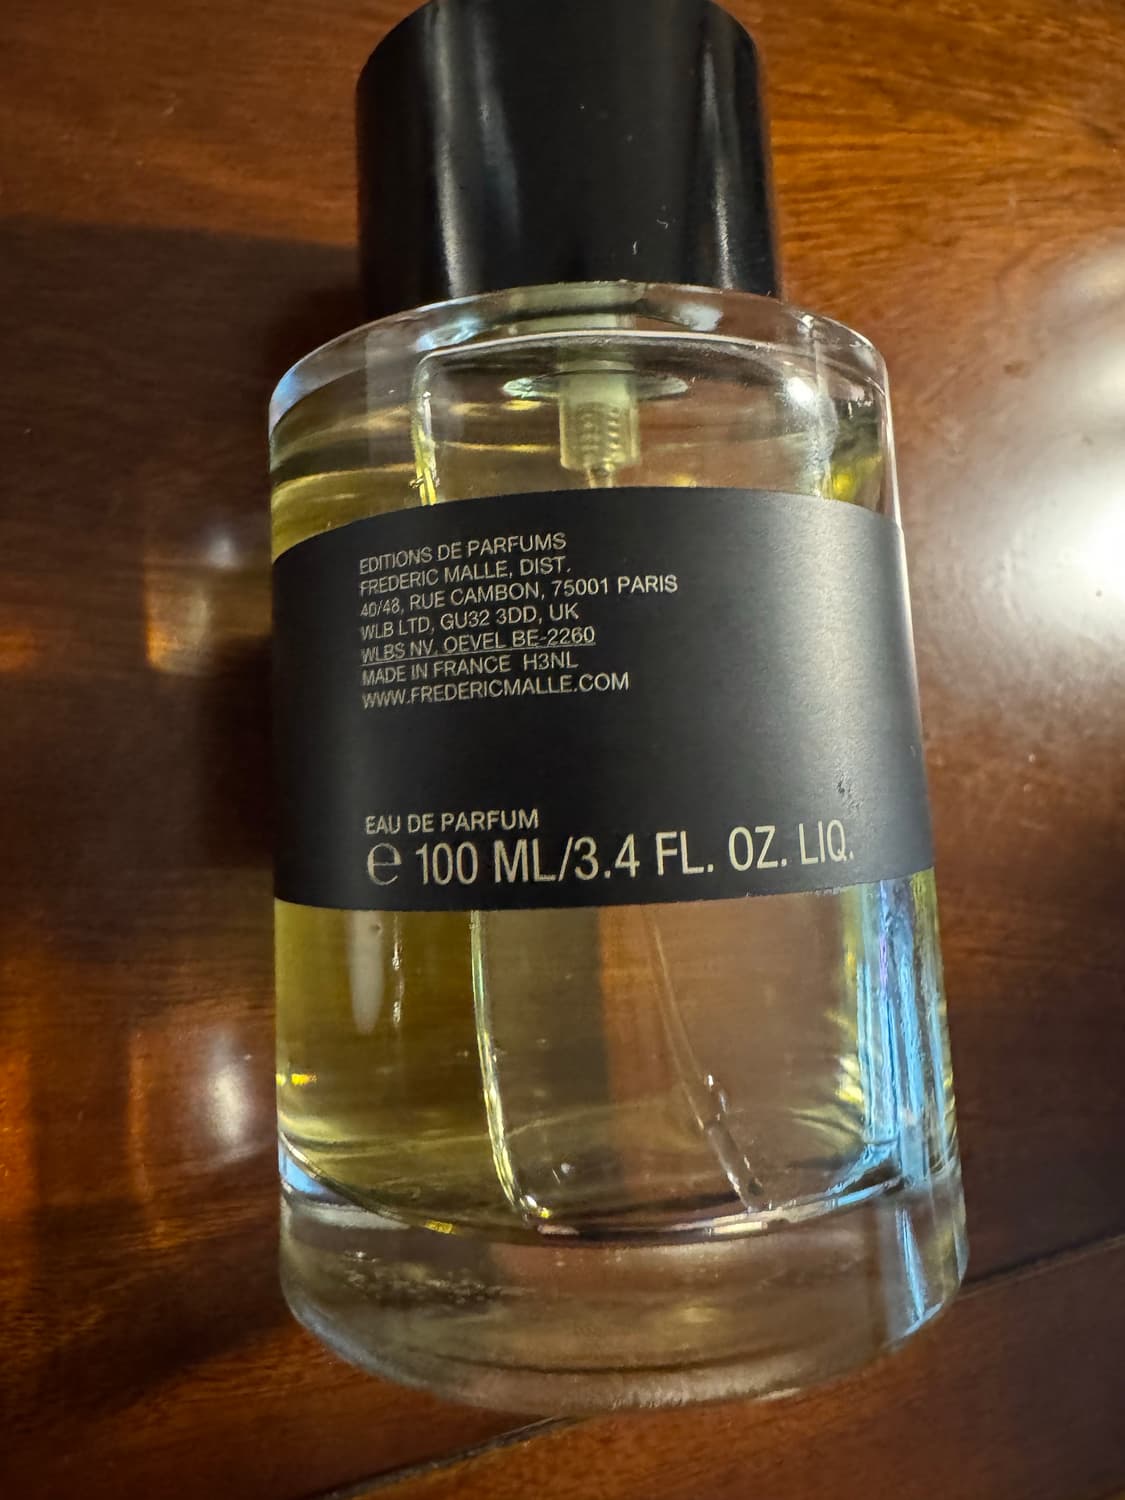 EDITIONS DE PARFUMS
FREDERIC MALLE, DIST.
40/48, RUE CAMBON, 75001 PARIS
WLB LTD, GU32 3DD, UK
WLBS NV, OEVEL BE-2260
MADE IN FRANCE H3NL
WWW.FREDERICMALLE.COM
EAU DE PARFUM
℮ 100 ML/3.4 FL. OZ. LIQ.